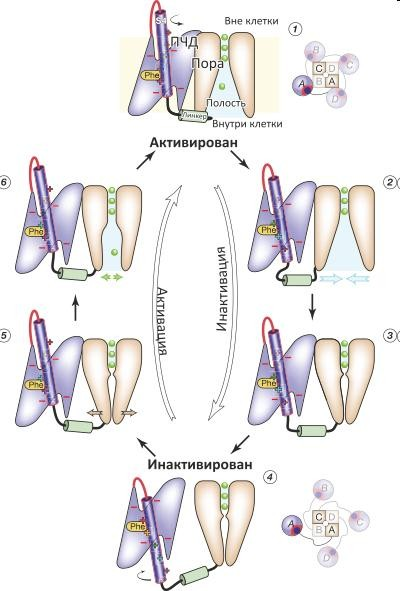 S4
ПЧД
Вне клетки
1
Phe
Пора
Полость
Линкер
Внутри клетки
B
C
D
A
C D
B A
Активирован
6
Phe
2
Phe
Активация
Инактивация
5
Phe
3
Phe
Инактивирован
4
Phe
B
A
C
D
C D
B A